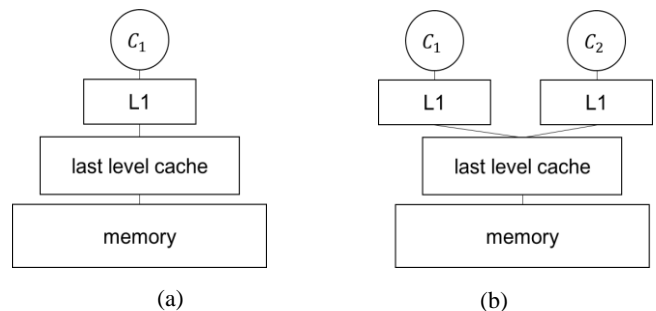 C₁
L1
last level cache
memory
(a)
C₁ C₂
L1 L1
last level cache
memory
(b)